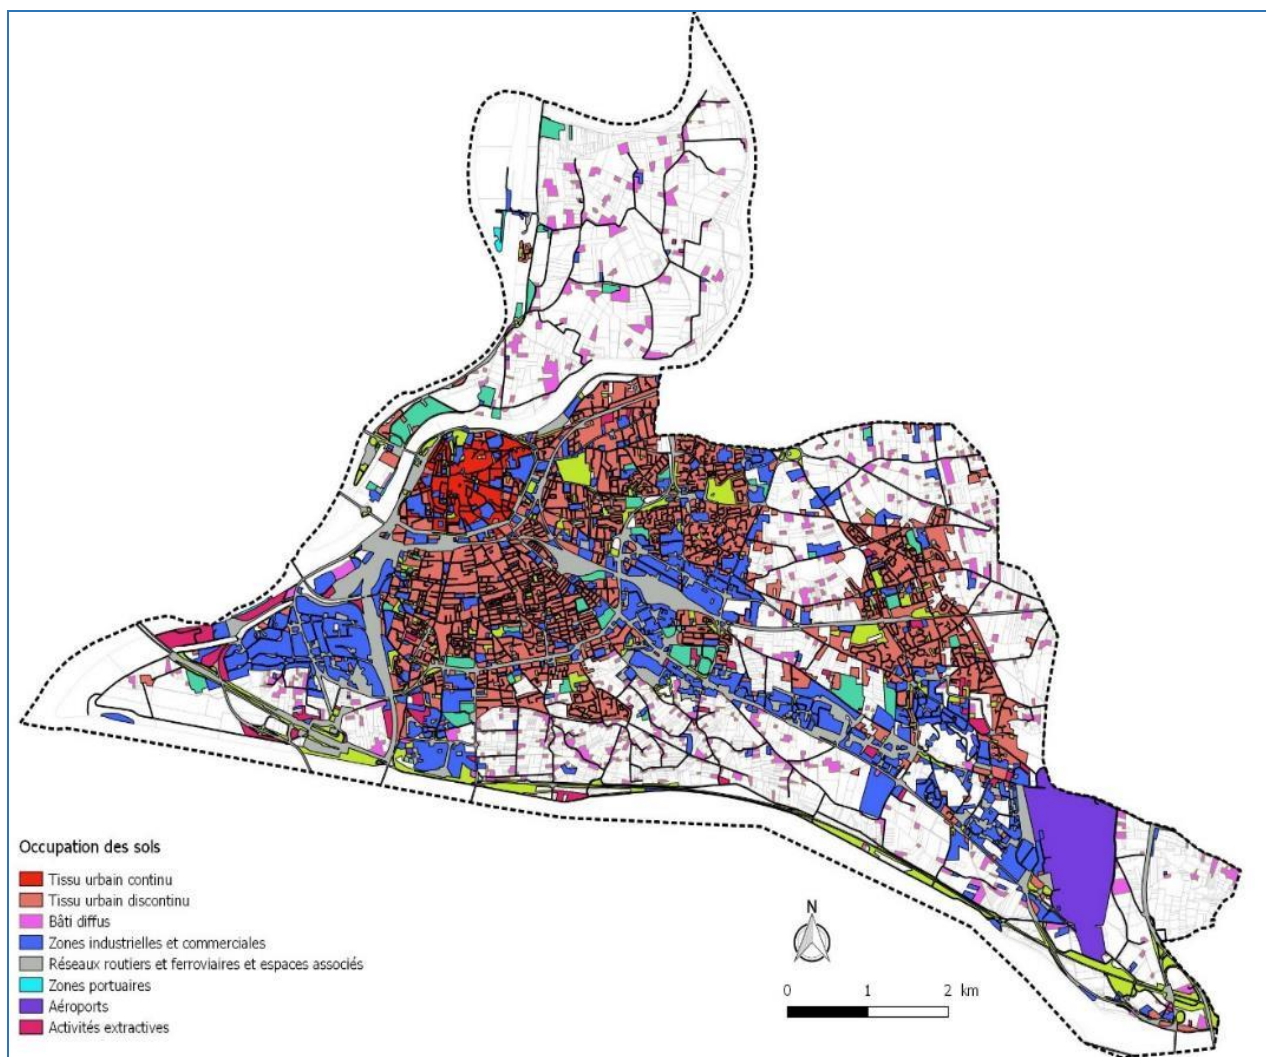 Occupation des sols
Tissu urbain continu
Tissu urbain discontinu
Bâti diffus
Zones industrielles et commerciales
Réseaux routiers et ferroviaires et espaces associés
Zones portuaires
Aéroports
Activités extractives
N
0 1 2 km